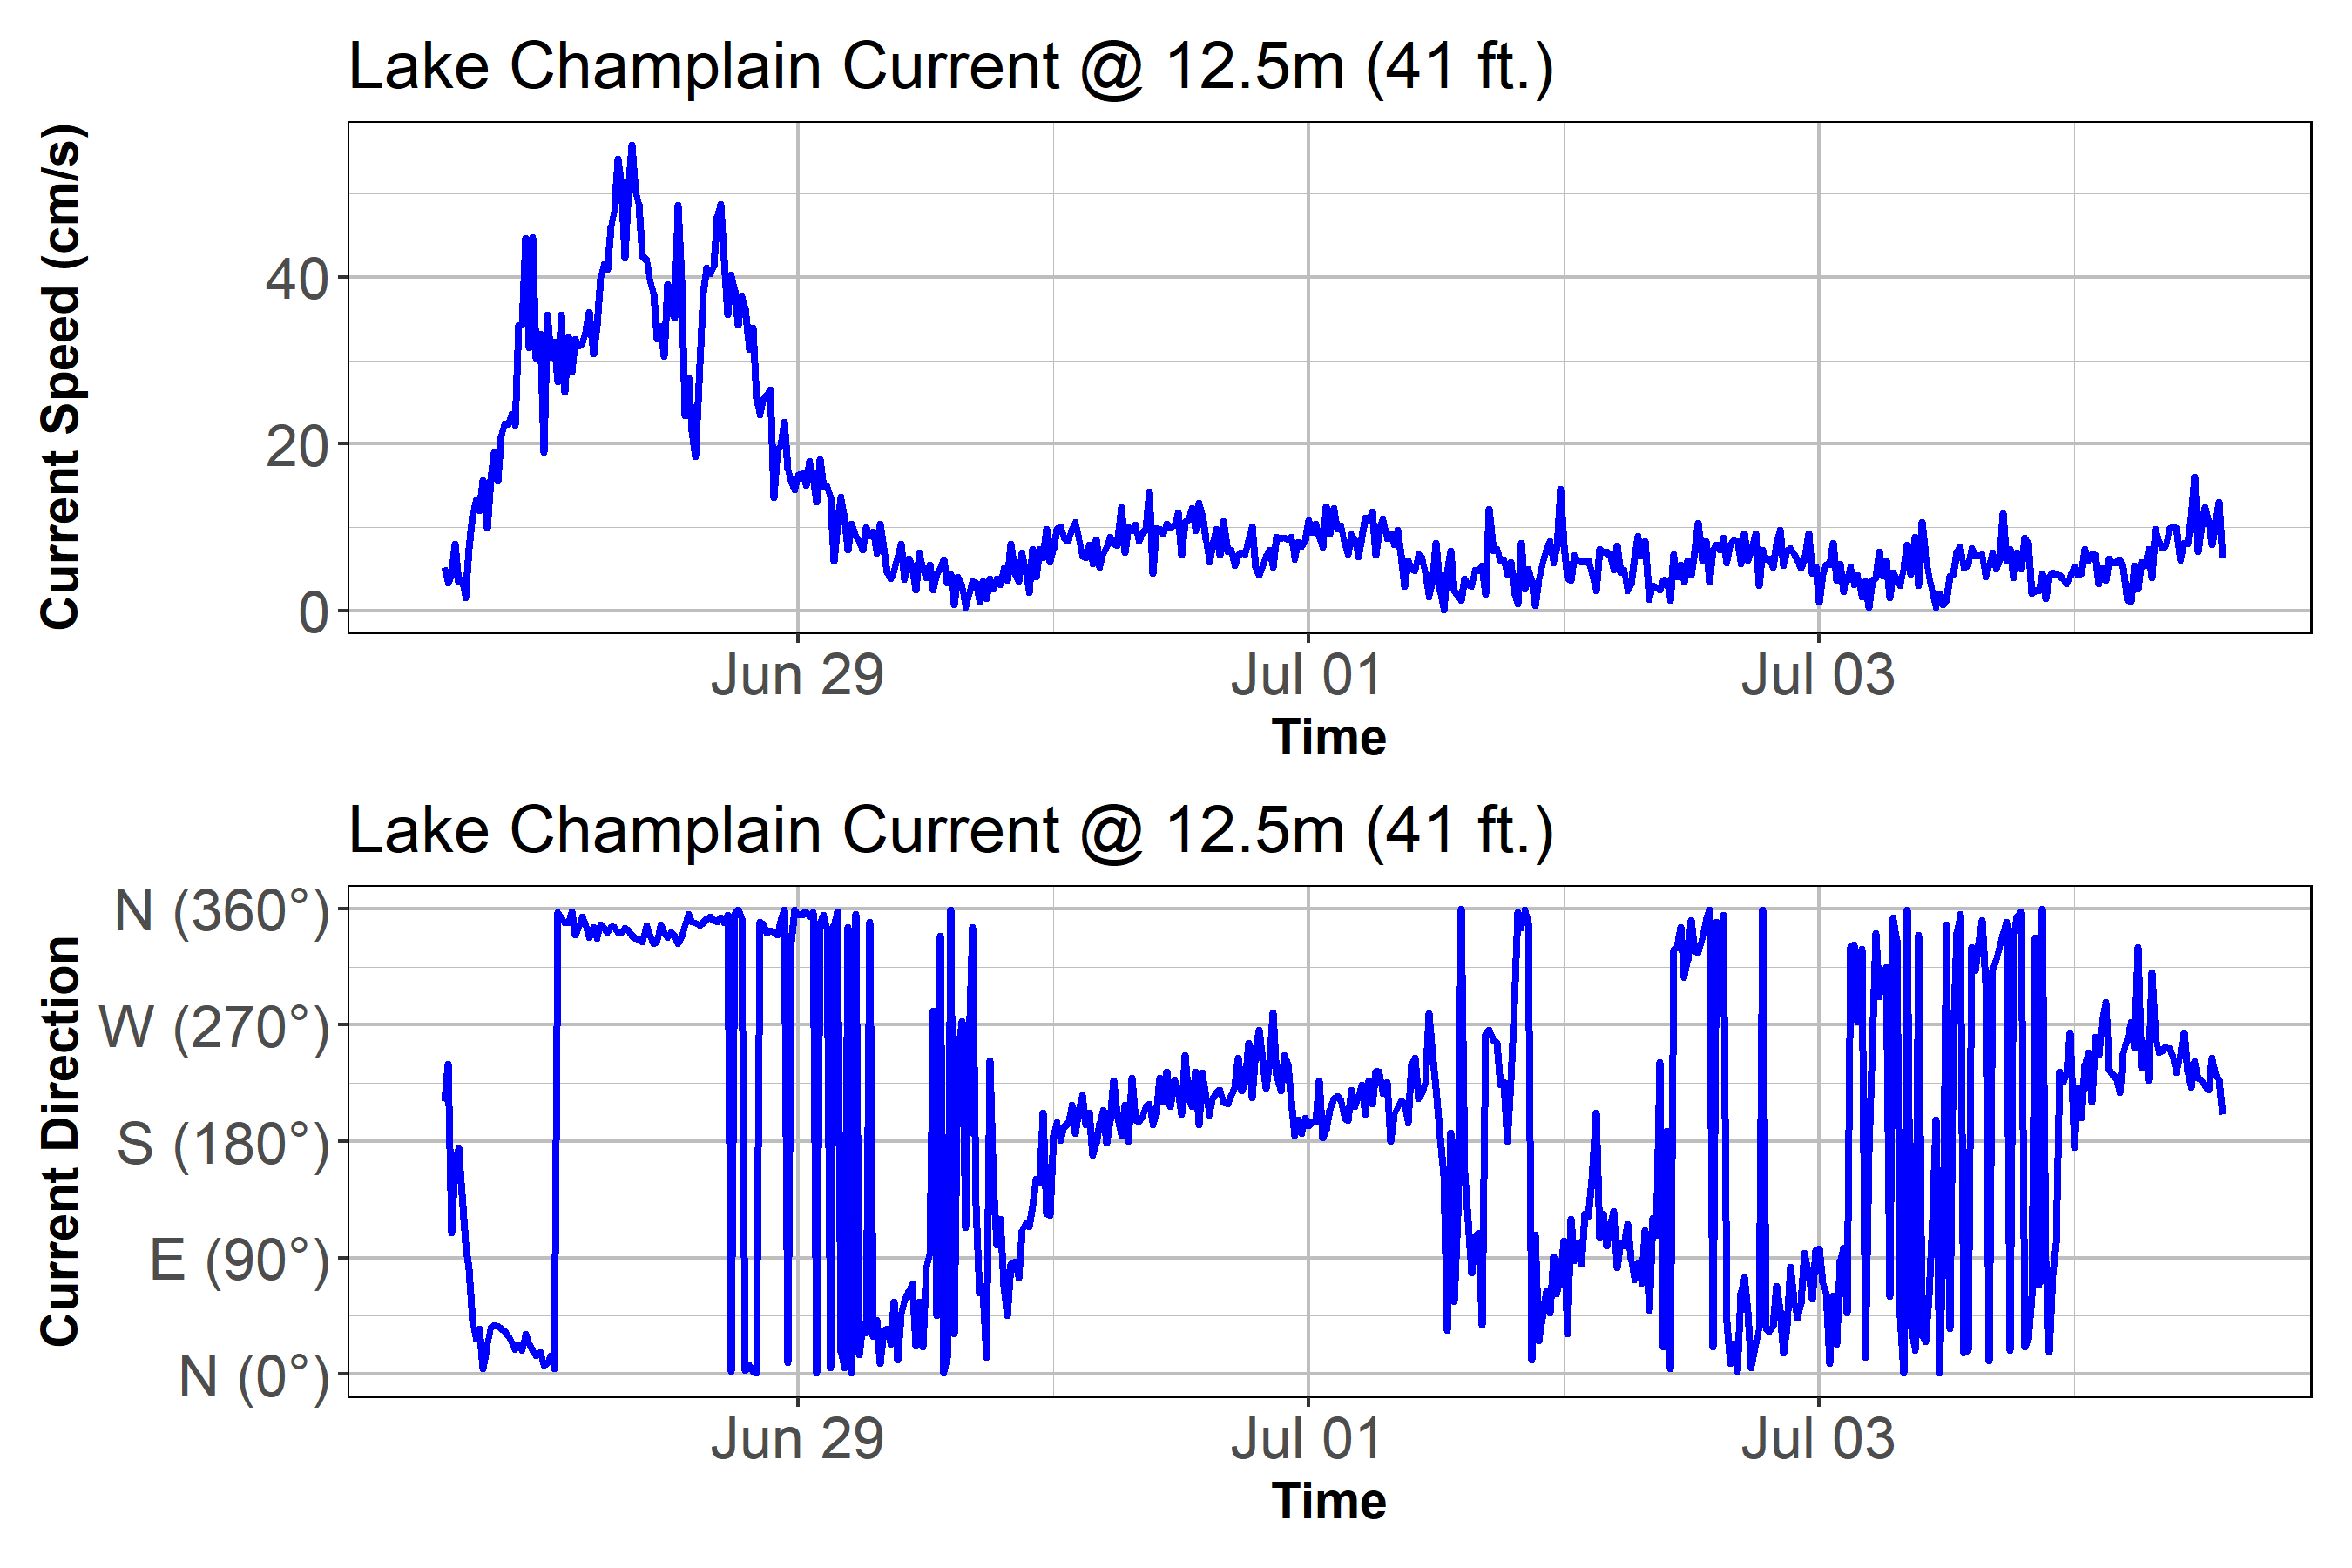 Lake Champlain Current @ 12.5m (41 ft.)
Current Speed (cm/s)
40
20
0
Jun 29
Jul 01
Jul 03
Time
Lake Champlain Current @ 12.5m (41 ft.)
Current Direction
N (360°)
W (270°)
S (180°)
E (90°)
N (0°)
Jun 29
Jul 01
Jul 03
Time